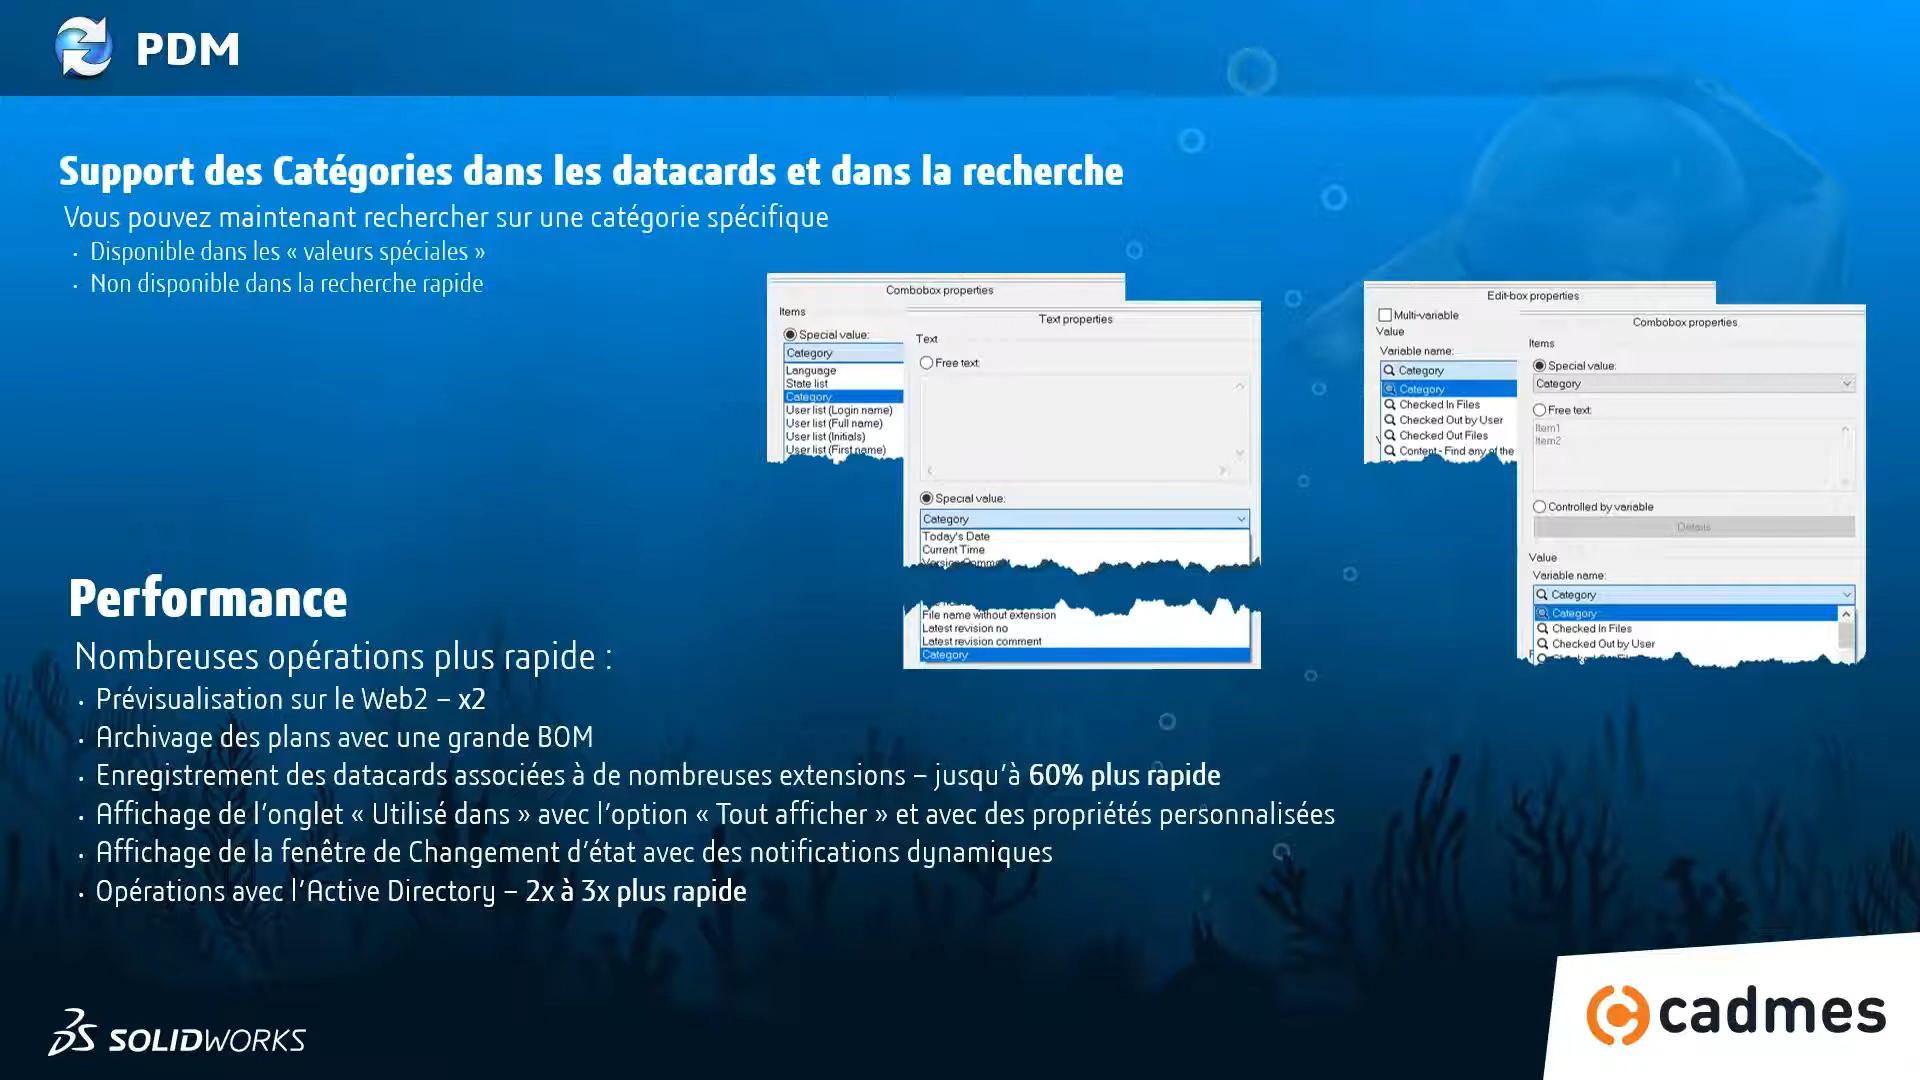 PDM
Support des Catégories dans les datacards et dans la recherche
Vous pouvez maintenant rechercher sur une catégorie spécifique
• Disponible dans les « valeurs spéciales »
• Non disponible dans la recherche rapide
Combobox properties
Items
Special value:
Category
Language
State list
Category
User list (Login name)
User list (Full name)
User list (Initials)
User list (First name)
Text properties
Text
Free text:
Special value:
Category
Today's Date
Current Time
File name without extension
Latest revision no
Latest revision comment
Category
Edit-box properties
Multi-variable
Value
Variable name:
Category
Category
Checked In Files
Checked Out by User
Checked Out Files
Content - Find any of the
Combobox properties
Items
Special value:
Category
Free text:
Item1
Item2
Controlled by variable
Details
Value
Variable name:
Category
Category
Checked In Files
Checked Out by User
Performance
Nombreuses opérations plus rapide :
• Prévisualisation sur le Web2 – x2
• Archivage des plans avec une grande BOM
• Enregistrement des datacards associées à de nombreuses extensions – jusqu'à 60% plus rapide
• Affichage de l'onglet « Utilisé dans » avec l'option « Tout afficher » et avec des propriétés personnalisées
• Affichage de la fenêtre de Changement d'état avec des notifications dynamiques
• Opérations avec l'Active Directory – 2x à 3x plus rapide
SOLIDWORKS
cadmes